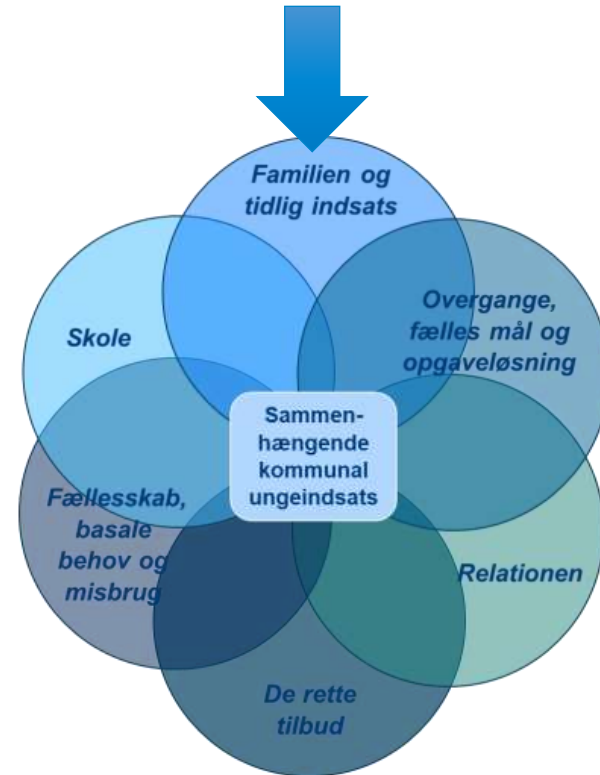 Familien og
tidlig indsats
Overgange,
fælles mål og
opgaveløsning
Skole
Sammen-
hængende
kommunal
ungeindsats
Fællesskab,
basale
behov og
misbrug
Relationen
De rette
tilbud